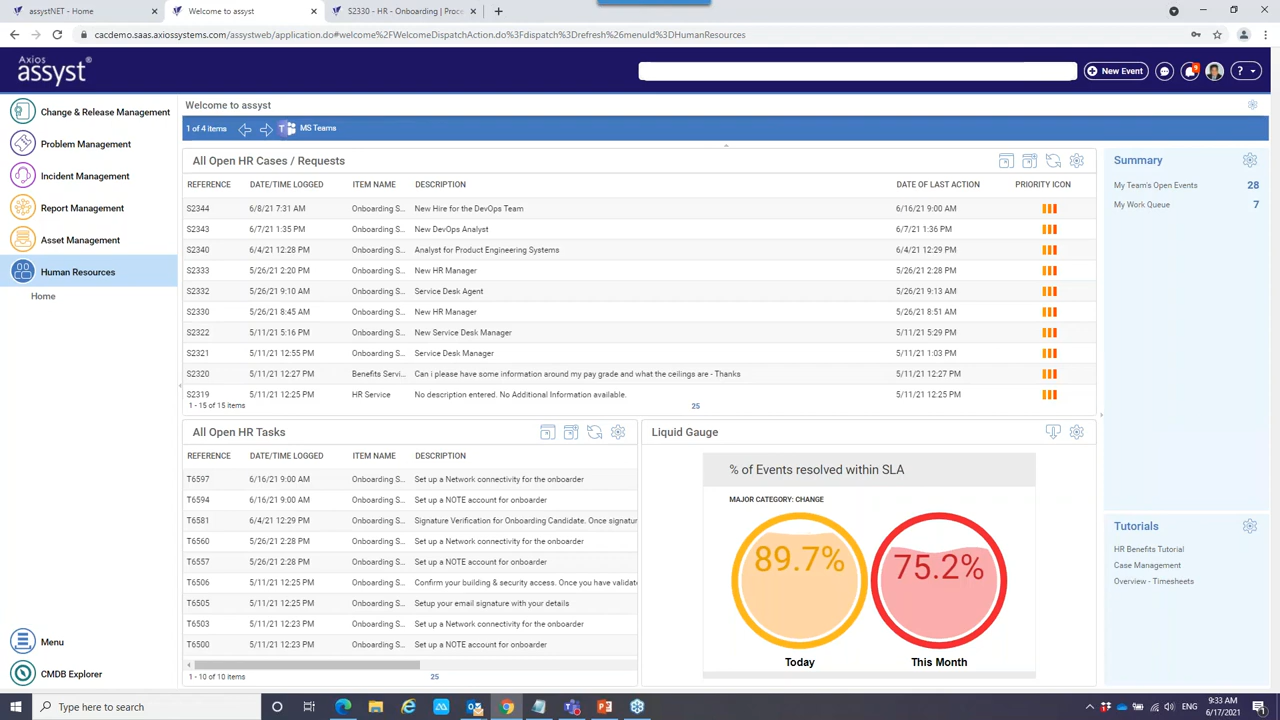 assystNET - Home
Welcome to assyst
S2330 - HR - Onboarding | Proce
cacdemo.saas.axiossystems.com/assystweb/application.do#welcome%2FWelcomeDispatchAction.do%3Fdispatch%3Drefresh%26menuId%3DHumanResources
Axios
assyst®
New Event
?
Change & Release Management
Problem Management
Incident Management
Report Management
Asset Management
Human Resources
Home
Menu
CMDB Explorer
Welcome to assyst
1 of 4 items MS Teams
All Open HR Cases / Requests
REFERENCE DATE/TIME LOGGED ITEM NAME DESCRIPTION DATE OF LAST ACTION PRIORITY ICON
S2344 6/8/21 7:31 AM Onboarding S... New Hire for the DevOps Team 6/16/21 9:00 AM
S2343 6/7/21 1:35 PM Onboarding S... New DevOps Analyst 6/7/21 1:36 PM
S2340 6/4/21 12:28 PM Onboarding S... Analyst for Product Engineering Systems 6/4/21 12:29 PM
S2333 5/26/21 2:20 PM Onboarding S... New HR Manager 5/26/21 2:28 PM
S2332 5/26/21 9:10 AM Onboarding S... Service Desk Agent 5/26/21 9:13 AM
S2330 5/26/21 8:45 AM Onboarding S... New HR Manager 5/26/21 8:51 AM
S2322 5/11/21 5:16 PM Onboarding S... New Service Desk Manager 5/11/21 5:29 PM
S2321 5/11/21 12:55 PM Onboarding S... Service Desk Manager 5/11/21 1:03 PM
S2320 5/11/21 12:27 PM Benefits Servi... Can i please have some information around my pay grade and what the ceilings are - Thanks 5/11/21 12:27 PM
S2319 5/11/21 12:25 PM HR Service No description entered. No Additional Information available. 5/11/21 12:25 PM
1 - 15 of 15 items 25
All Open HR Tasks
REFERENCE DATE/TIME LOGGED ITEM NAME DESCRIPTION
T6597 6/16/21 9:00 AM Onboarding S... Set up a Network connectivity for the onboarder
T6594 6/16/21 9:00 AM Onboarding S... Set up a NOTE account for onboarder
T6581 6/4/21 12:29 PM Onboarding S... Signature Verification for Onboarding Candidate. Once signatur
T6560 5/26/21 2:28 PM Onboarding S... Set up a Network connectivity for the onboarder
T6557 5/26/21 2:28 PM Onboarding S... Set up a NOTE account for onboarder
T6506 5/11/21 12:25 PM Onboarding S... Confirm your building & security access. Once you have validate
T6505 5/11/21 12:25 PM Onboarding S... Setup your email signature with your details
T6503 5/11/21 12:23 PM Onboarding S... Set up a Network connectivity for the onboarder
T6500 5/11/21 12:23 PM Onboarding S... Set up a NOTE account for onboarder
1 - 10 of 10 items 25
Liquid Gauge
% of Events resolved within SLA
MAJOR CATEGORY: CHANGE
89.7% 75.2%
Today This Month
Summary
My Team's Open Events 28
My Work Queue 7
Tutorials
HR Benefits Tutorial
Case Management
Overview - Timesheets
Type here to search
ENG
9:33 AM
6/17/2021